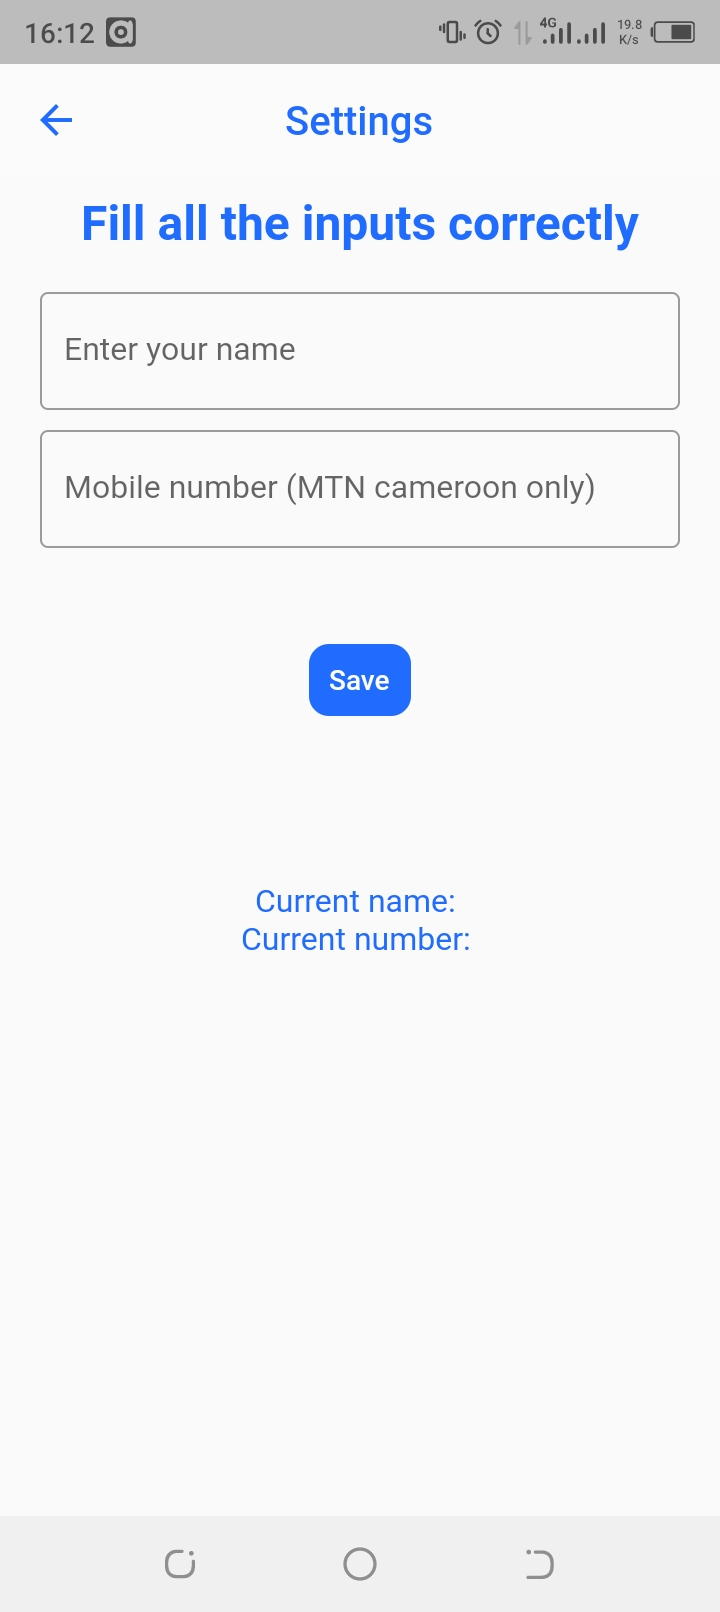 16:12
4G
19.8
K/s
Settings
Fill all the inputs correctly
Enter your name
Mobile number (MTN cameroon only)
Save
Current name:
Current number: